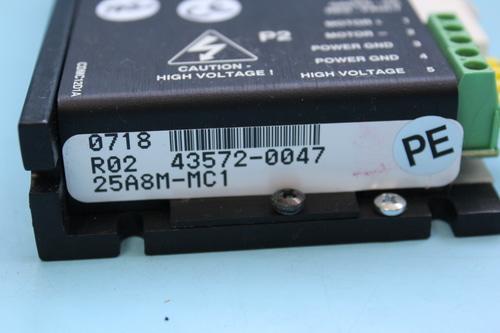 MOTOR + 2
MOTOR - 3
P2
POWER GND
POWER GND 4
HIGH VOLTAGE 5
CAUTION -
HIGH VOLTAGE !
0718
R02 43572-0047
25A8M-MC1
PE